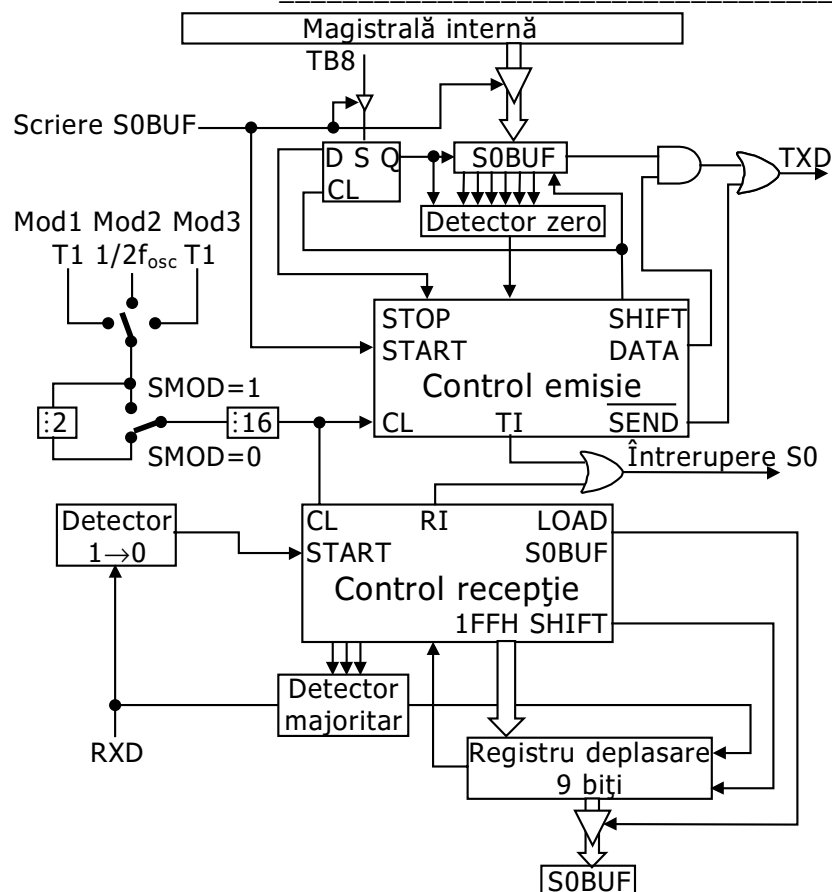 Magistrală internă
TB8
Scriere S0BUF
D S Q
CL
S0BUF
TXD
Detector zero
Mod1 Mod2 Mod3
T1 1/2fosc T1
STOP
SHIFT
START
DATA
Control emisie
CL
TI
SEND
SMOD=1
:2
:16
SMOD=0
Întrerupere S0
Detector
1→0
CL
RI
LOAD
START
S0BUF
Control recepţie
1FFH SHIFT
Detector
majoritar
RXD
Registru deplasare
9 biţi
S0BUF